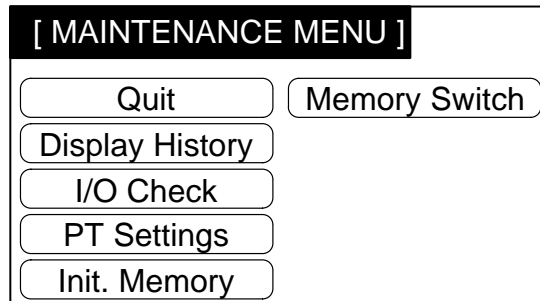 [ MAINTENANCE MENU ]
Quit
Memory Switch
Display History
I/O Check
PT Settings
Init. Memory